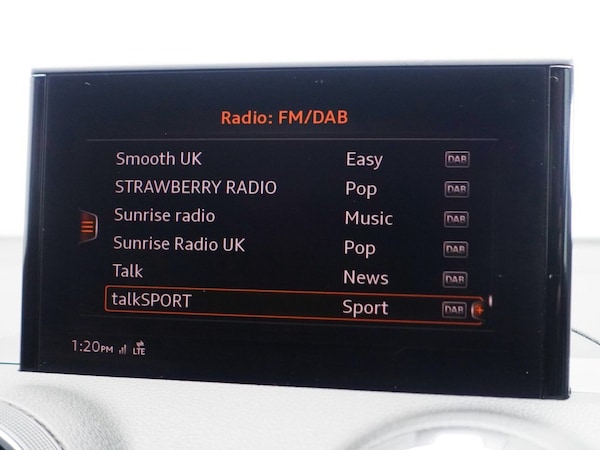 Radio: FM/DAB
Smooth UK Easy DAB
STRAWBERRY RADIO Pop DAB
Sunrise radio Music DAB
Sunrise Radio UK Pop DAB
Talk News DAB
talkSPORT Sport DAB
1:20PM LTE